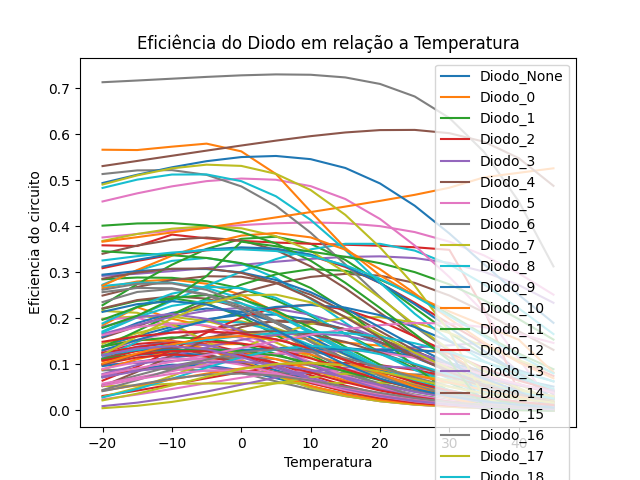 Eficiência do Diodo em relação a Temperatura
Eficiencia do circuito
0.7
0.6
0.5
0.4
0.3
0.2
0.1
0.0
−20
−10
0
10
20
30
40
Temperatura
Diodo_None
Diodo_0
Diodo_1
Diodo_2
Diodo_3
Diodo_4
Diodo_5
Diodo_6
Diodo_7
Diodo_8
Diodo_9
Diodo_10
Diodo_11
Diodo_12
Diodo_13
Diodo_14
Diodo_15
Diodo_16
Diodo_17
Diodo_18